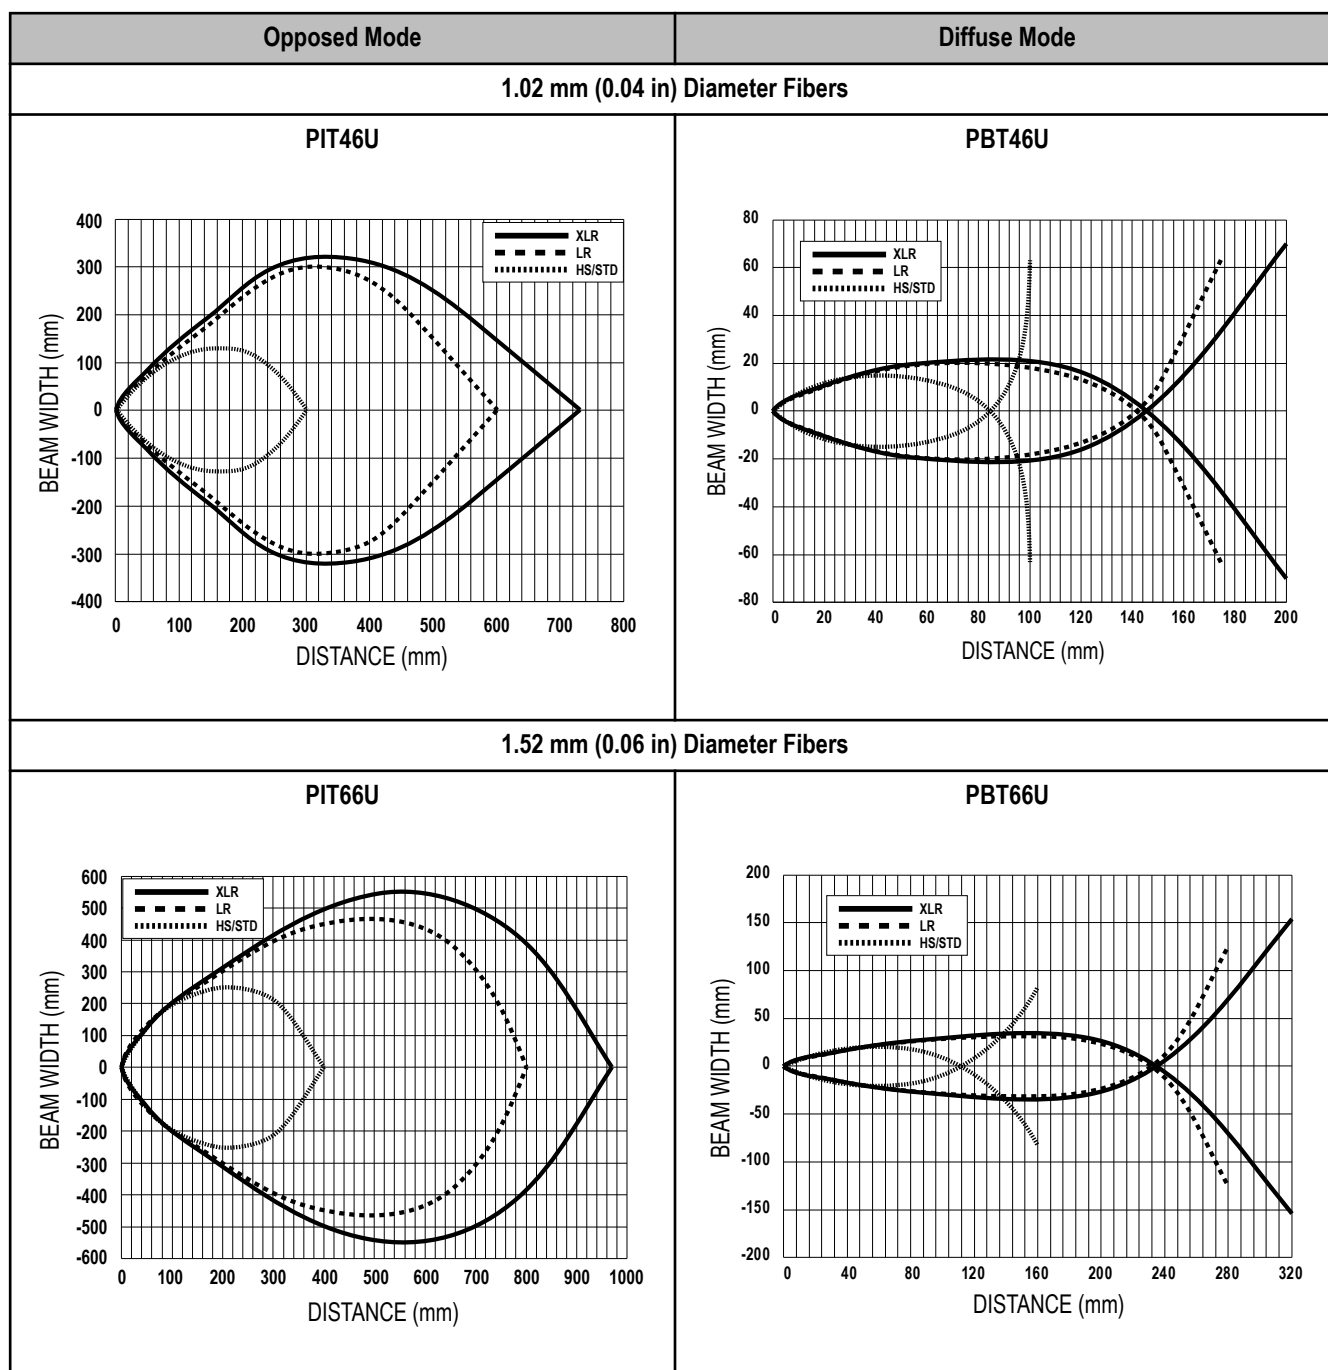 Opposed Mode
Diffuse Mode
1.02 mm (0.04 in) Diameter Fibers
PIT46U
400
300
200
100
0
-100
-200
-300
-400
BEAM WIDTH (mm)
XLR
LR
HS/STD
0 100 200 300 400 500 600 700 800
DISTANCE (mm)
PBT46U
80
60
40
20
0
-20
-40
-60
-80
BEAM WIDTH (mm)
XLR
LR
HS/STD
0 20 40 60 80 100 120 140 160 180 200
DISTANCE (mm)
1.52 mm (0.06 in) Diameter Fibers
PIT66U
600
500
400
300
200
100
0
-100
-200
-300
-400
-500
-600
BEAM WIDTH (mm)
XLR
LR
HS/STD
0 100 200 300 400 500 600 700 800 900 1000
DISTANCE (mm)
PBT66U
200
150
100
50
0
-50
-100
-150
-200
BEAM WIDTH (mm)
XLR
LR
HS/STD
0 40 80 120 160 200 240 280 320
DISTANCE (mm)